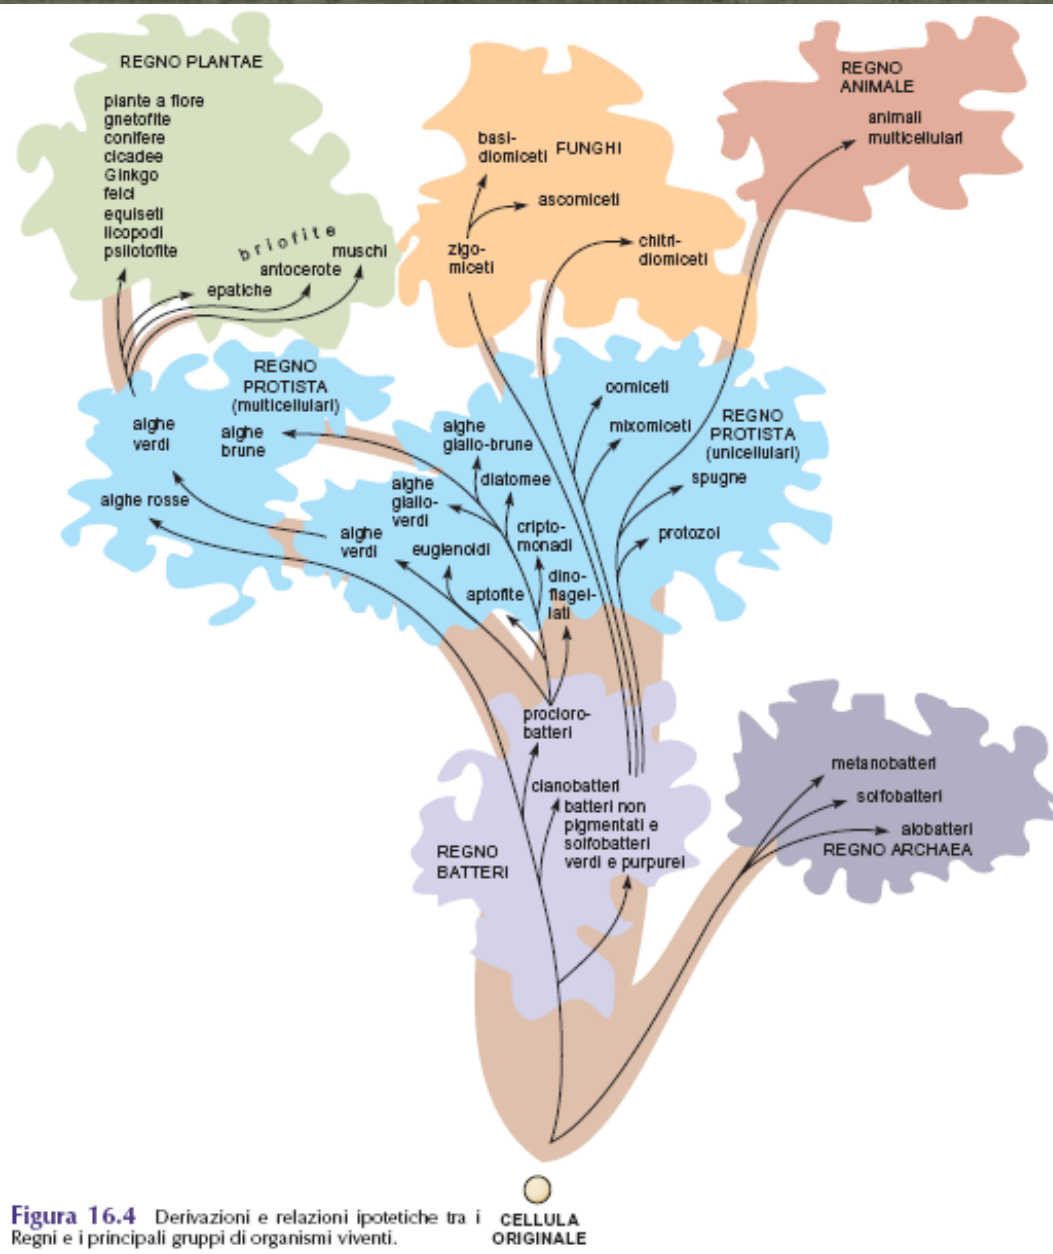 REGNO PLANTAE
piante a fiore
gnetofite
conifere
cicadee
Ginkgo
felci
equiseti
licopodi
psilotofite
briofite
muschi
antocerote
epatiche
basi-
diomiceti
FUNGHI
ascomiceti
zigo-
miceti
chitri-
diomiceti
REGNO
ANIMALE
animali
multicellulari
REGNO
PROTISTA
(multicellulari)
alghe
verdi
alghe
brune
alghe rosse
alghe
giallo-brune
oomiceti
mixomiceti
REGNO
PROTISTA
(unicellulari)
spugne
protozoi
alghe
giallo-
verdi
diatomee
cripto-
monadi
alghe
verdi
euglenoidi
aptofite
dino-
flagel-
lati
procloro-
batteri
cianobatteri
batteri non
pigmentati e
solfobatteri
verdi e purpurei
REGNO
BATTERI
metanobatteri
solfobatteri
alobatteri
REGNO ARCHAEA
CELLULA
ORIGINALE
Figura 16.4 Derivazioni e relazioni ipotetiche tra i
Regni e i principali gruppi di organismi viventi.